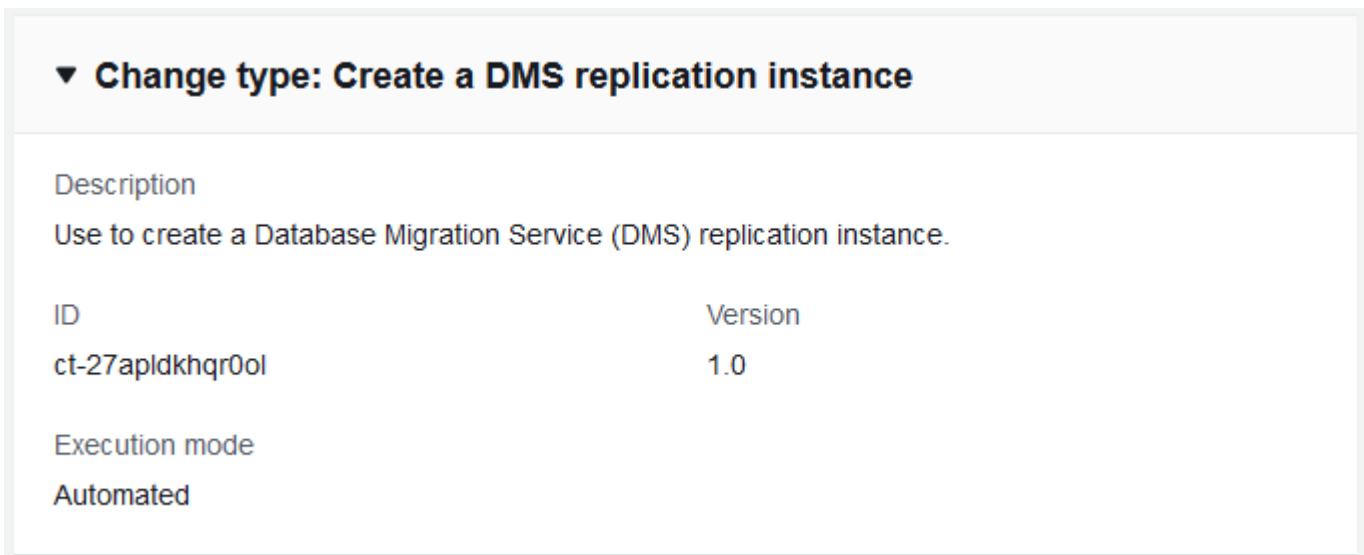 Change type: Create a DMS replication instance
Description
Use to create a Database Migration Service (DMS) replication instance.
ID
Version
ct-27apldkhqr0ol
1.0
Execution mode
Automated